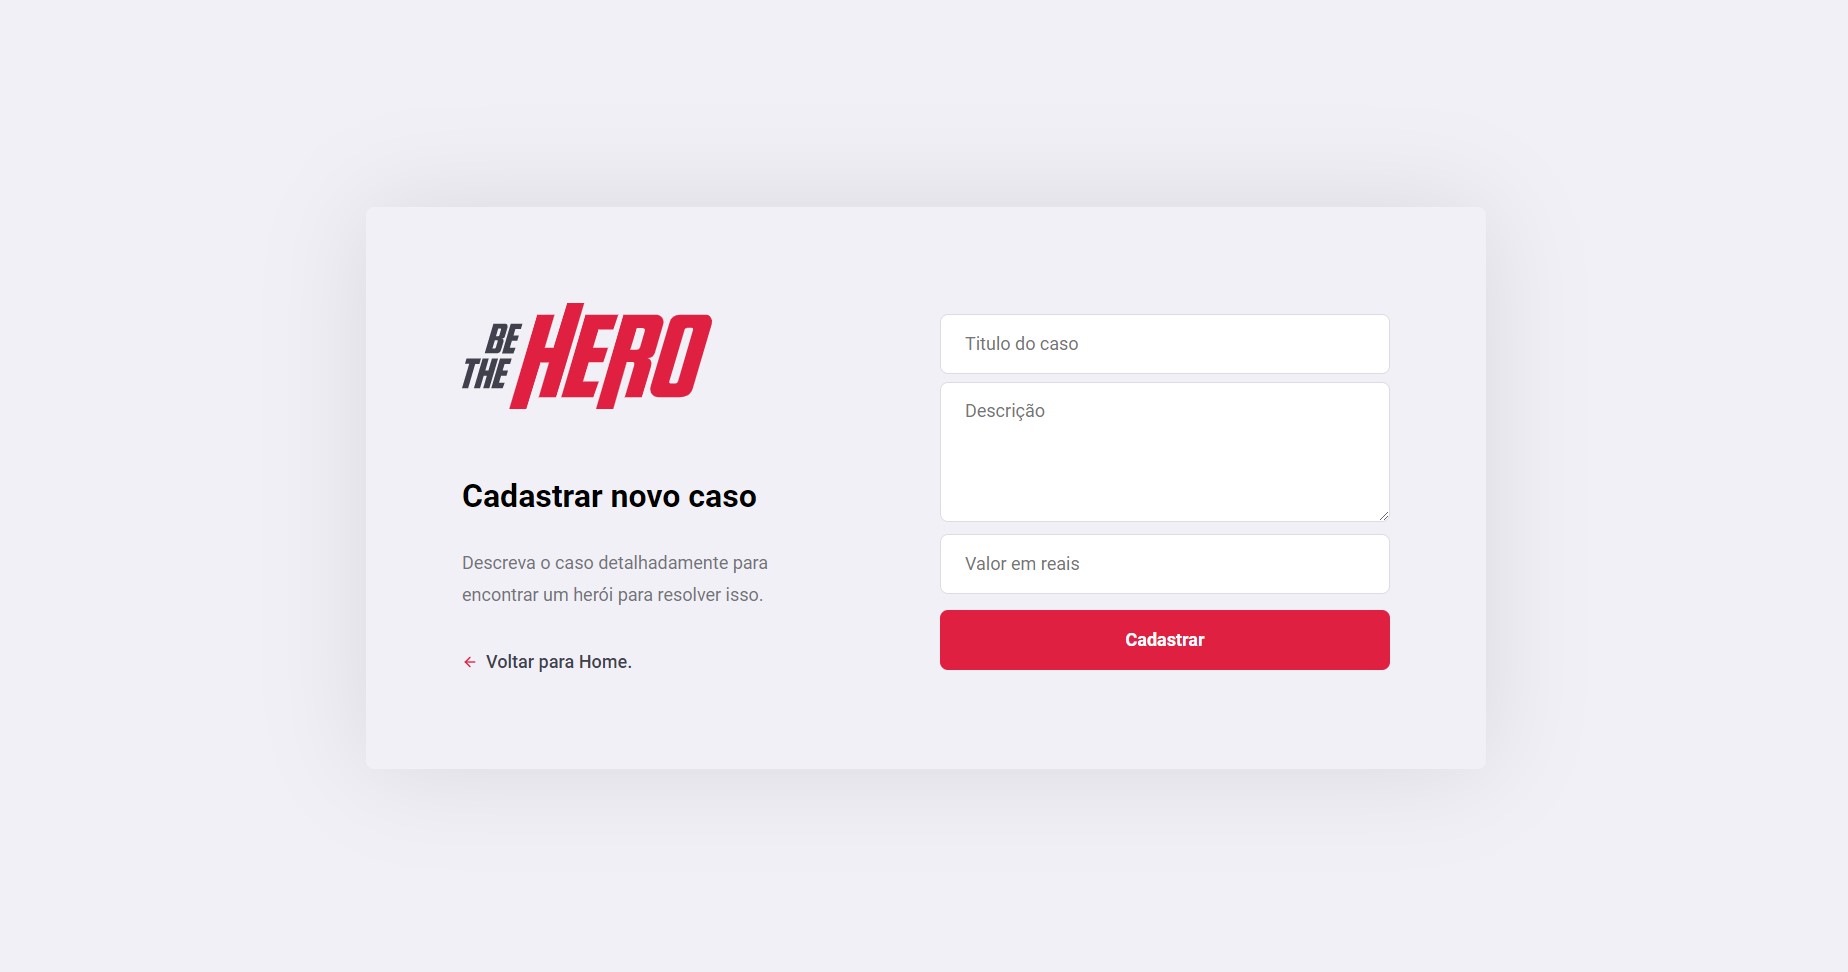 BE
THE HERO
Cadastrar novo caso
Descreva o caso detalhadamente para
encontrar um herói para resolver isso.
Voltar para Home.
Titulo do caso
Descrição
Valor em reais
Cadastrar